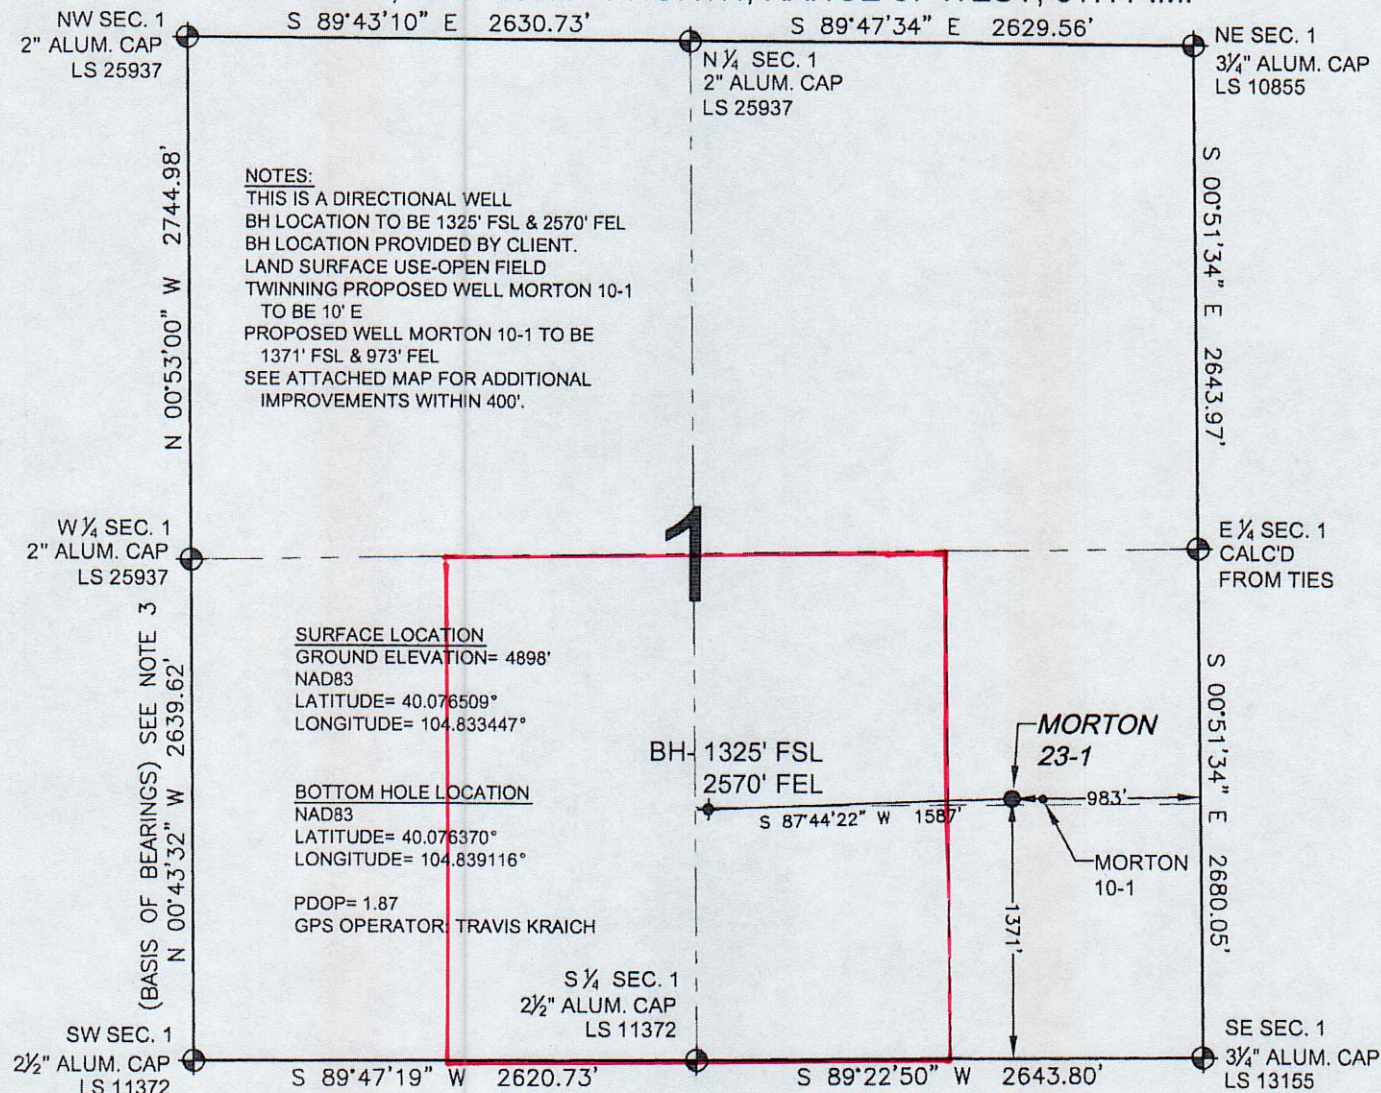 S 89°43'10" E 2630.73'
S 89°47'34" E 2629.56'
NW SEC. 1
2" ALUM. CAP
LS 25937
N ¼ SEC. 1
2" ALUM. CAP
LS 25937
NE SEC. 1
3¼" ALUM. CAP
LS 10855
N 00°53'00" W 2744.98'
NOTES:
THIS IS A DIRECTIONAL WELL
BH LOCATION TO BE 1325' FSL & 2570' FEL
BH LOCATION PROVIDED BY CLIENT.
LAND SURFACE USE-OPEN FIELD
TWINNING PROPOSED WELL MORTON 10-1
TO BE 10' E
PROPOSED WELL MORTON 10-1 TO BE
1371' FSL & 973' FEL
SEE ATTACHED MAP FOR ADDITIONAL
IMPROVEMENTS WITHIN 400'.
S 00°51'34" E 2643.97'
W ¼ SEC. 1
2" ALUM. CAP
LS 25937
1
E ¼ SEC. 1
CALC'D
FROM TIES
(BASIS OF BEARINGS) SEE NOTE 3
N 00°43'32" W 2639.62'
SURFACE LOCATION
GROUND ELEVATION= 4898'
NAD83
LATITUDE= 40.076509°
LONGITUDE= 104.833447°
BOTTOM HOLE LOCATION
NAD83
LATITUDE= 40.076370°
LONGITUDE= 104.839116°
PDOP= 1.87
GPS OPERATOR: TRAVIS KRAICH
BH- 1325' FSL
2570' FEL
S 87°44'22" W 1587'
MORTON
23-1
983'
MORTON
10-1
1371'
S 00°51'34" E 2680.05'
S ¼ SEC. 1
2½" ALUM. CAP
LS 11372
SW SEC. 1
2½" ALUM. CAP
LS 11372
S 89°47'19" W 2620.73'
S 89°22'50" W 2643.80'
SE SEC. 1
3¼" ALUM. CAP
LS 13155